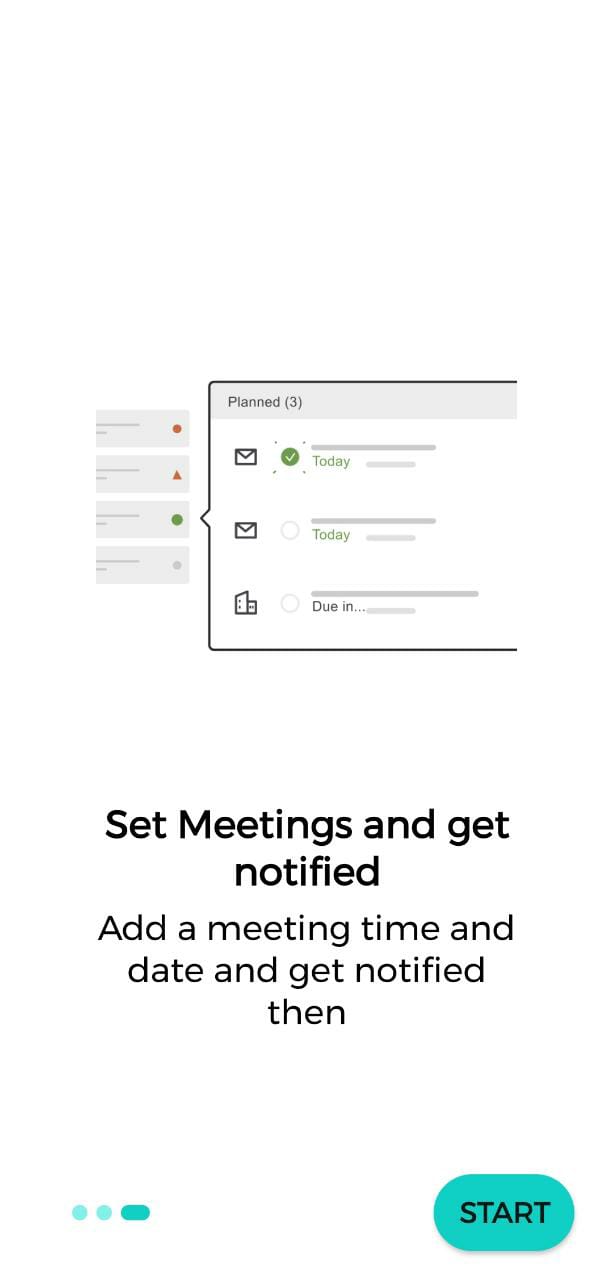 Planned (3)
Today
Today
Due in...
Set Meetings and get
notified
Add a meeting time and
date and get notified
then
START